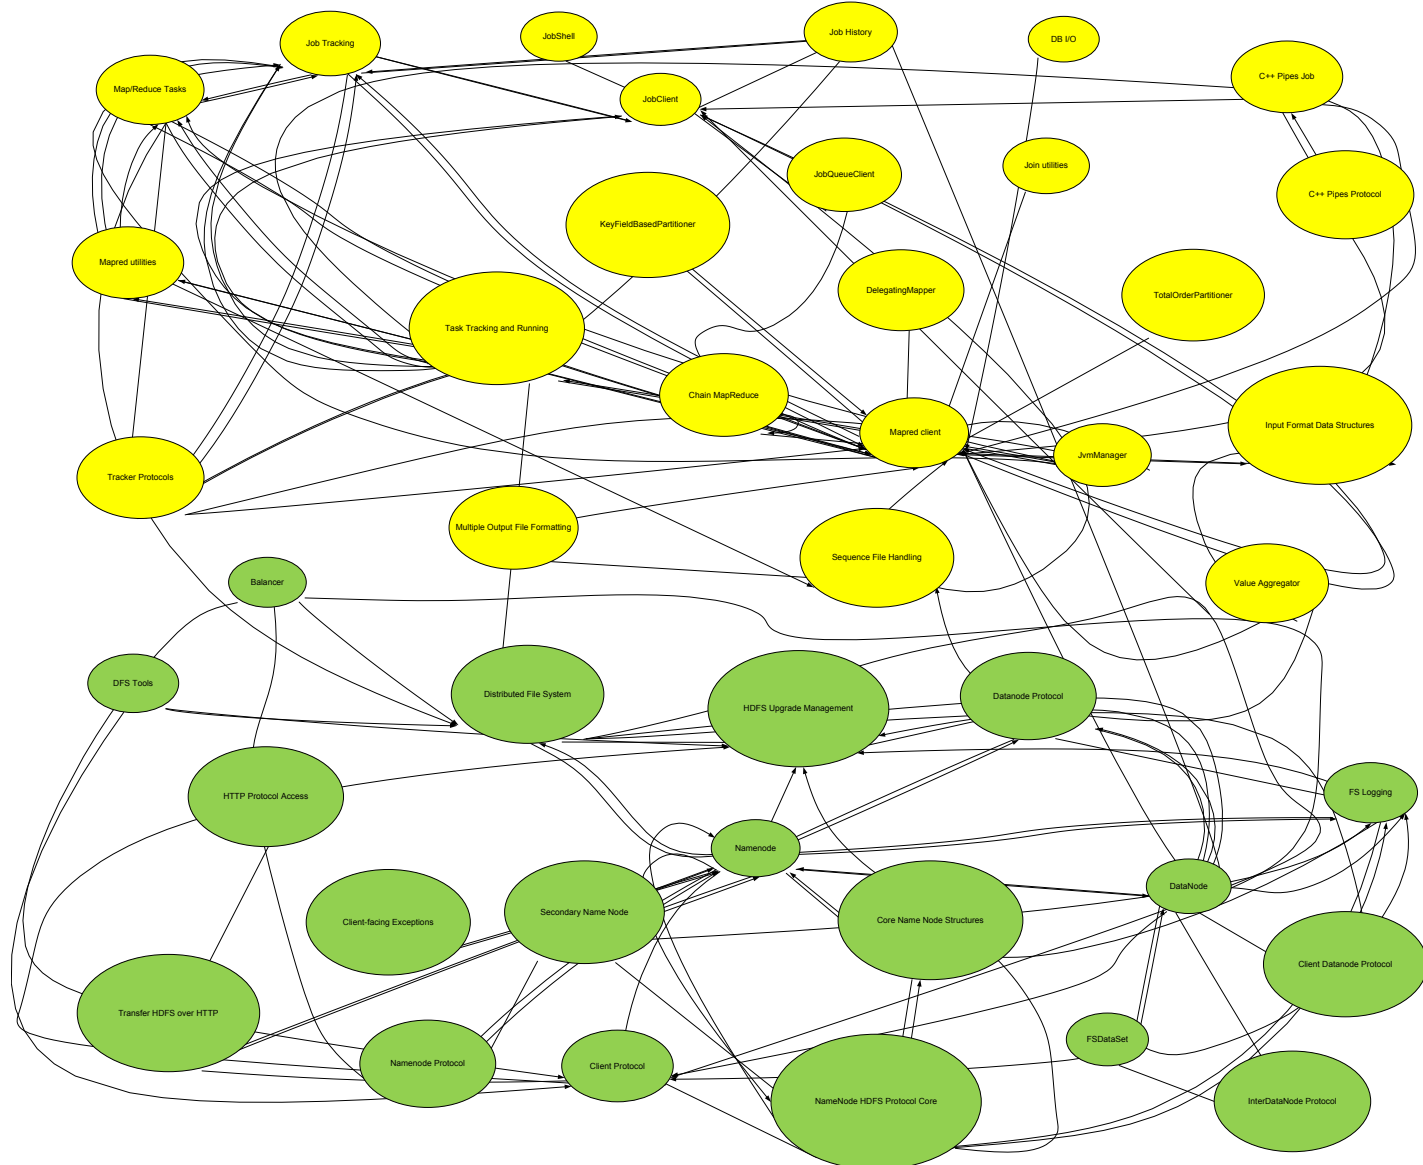 Job Tracking
JobShell
Job History
DB I/O
Map/Reduce Tasks
JobClient
C++ Pipes Job
JobQueueClient
Join utilities
C++ Pipes Protocol
KeyFieldBasedPartitioner
Mapred utilities
DelegatingMapper
TotalOrderPartitioner
Task Tracking and Running
Chain MapReduce
Mapred client
Input Format Data Structures
JvmManager
Tracker Protocols
Multiple Output File Formatting
Sequence File Handling
Value Aggregator
Balancer
DFS Tools
Distributed File System
HDFS Upgrade Management
Datanode Protocol
HTTP Protocol Access
FS Logging
Namenode
DataNode
Client-facing Exceptions
Secondary Name Node
Core Name Node Structures
Client Datanode Protocol
Transfer HDFS over HTTP
FSDataSet
Namenode Protocol
Client Protocol
NameNode HDFS Protocol Core
InterDataNode Protocol